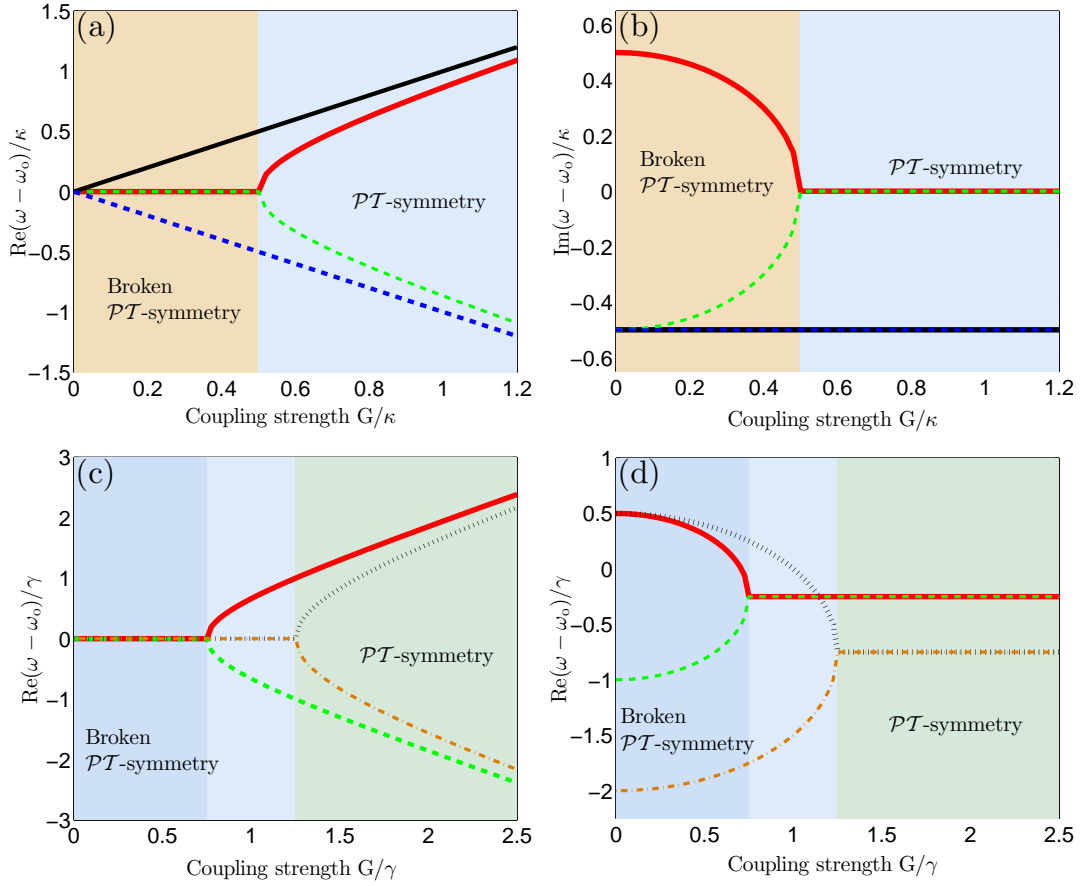 (a)
1.5
1
0.5
0
−0.5
−1
−1.5
Re(ω − ω₀)/κ
𝒫𝒯-symmetry
Broken
𝒫𝒯-symmetry
0 0.2 0.4 0.6 0.8 1 1.2
Coupling strength G/κ
(b)
0.6
0.4
0.2
0
−0.2
−0.4
−0.6
Im(ω − ω₀)/κ
Broken
𝒫𝒯-symmetry
𝒫𝒯-symmetry
0 0.2 0.4 0.6 0.8 1 1.2
Coupling strength G/κ
(c)
3
2
1
0
−1
−2
−3
Re(ω − ω₀)/γ
𝒫𝒯-symmetry
Broken
𝒫𝒯-symmetry
0 0.5 1 1.5 2 2.5
Coupling strength G/γ
(d)
1
0.5
0
−0.5
−1
−1.5
−2
Re(ω − ω₀)/γ
Broken
𝒫𝒯-symmetry
𝒫𝒯-symmetry
0 0.5 1 1.5 2 2.5
Coupling strength G/γ